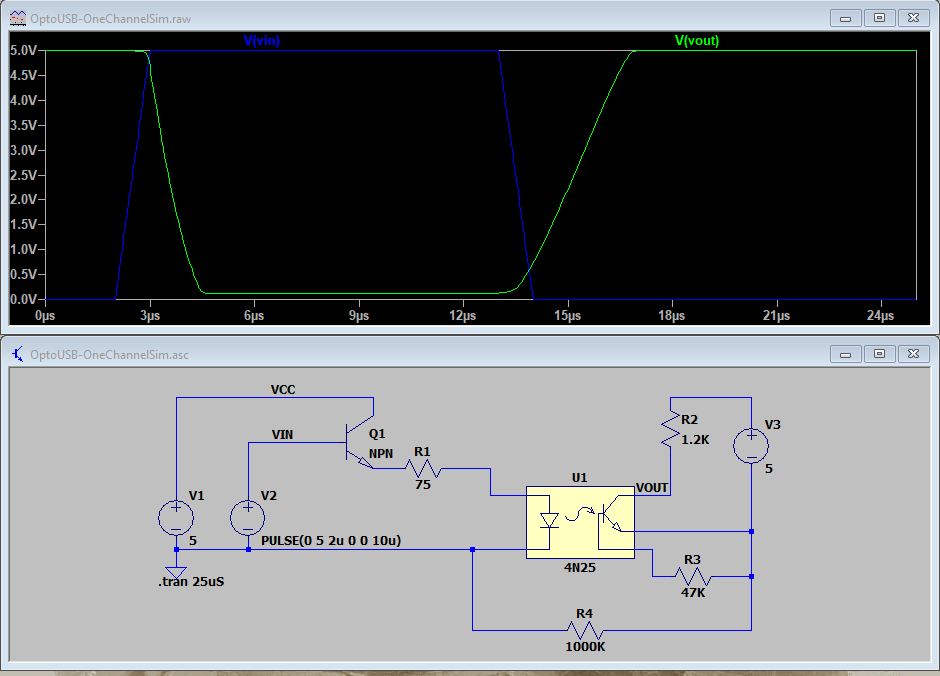 OptoUSB-OneChannelSim.raw
V(vin) V(vout)
5.0V
4.5V
4.0V
3.5V
3.0V
2.5V
2.0V
1.5V
1.0V
0.5V
0.0V
0µs 3µs 6µs 9µs 12µs 15µs 18µs 21µs 24µs
OptoUSB-OneChannelSim.asc
VCC
VIN
Q1
NPN
R1
75
R2
1.2K
V3
5
U1
VOUT
V1
5
V2
PULSE(0 5 2u 0 0 10u)
4N25
R3
47K
.tran 25uS
R4
1000K